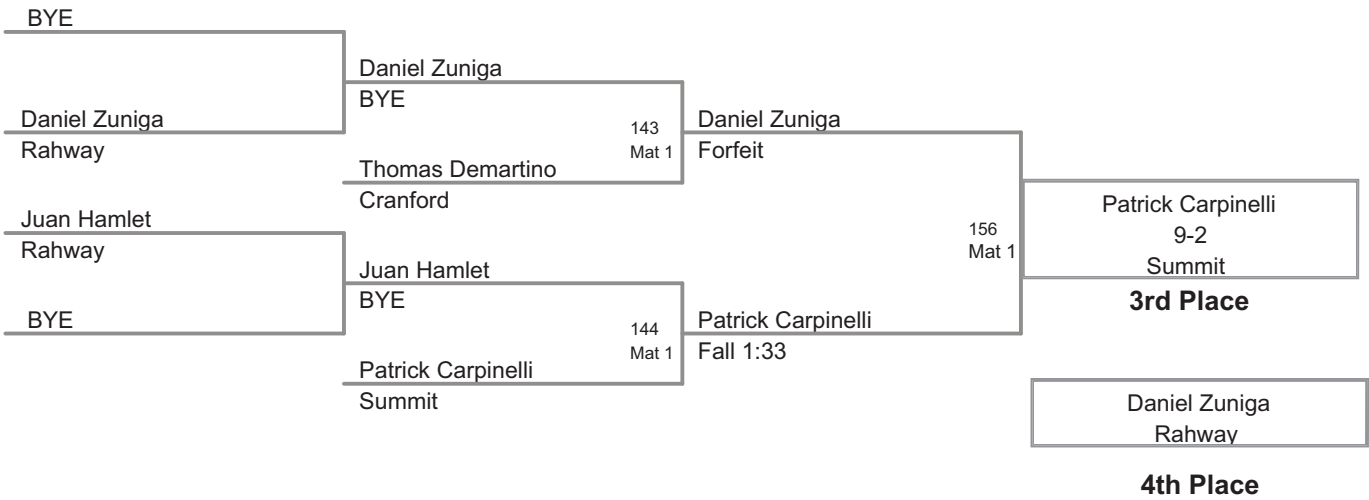 BYE
Daniel Zuniga
Rahway
Juan Hamlet
Rahway
BYE
Daniel Zuniga
BYE
143
Mat 1
Thomas Demartino
Cranford
Juan Hamlet
BYE
144
Mat 1
Patrick Carpinelli
Summit
Daniel Zuniga
Forfeit
156
Mat 1
Patrick Carpinelli
Fall 1:33
Patrick Carpinelli
9-2
Summit
3rd Place
Daniel Zuniga
Rahway
4th Place